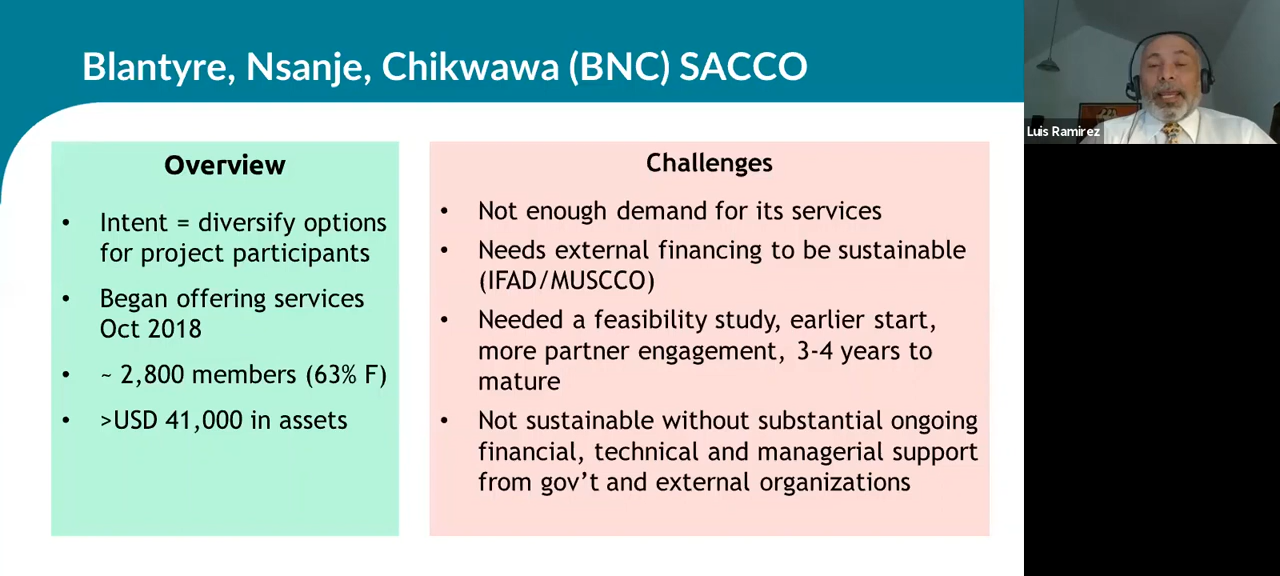 Blantyre, Nsanje, Chikwawa (BNC) SACCO
Overview
• Intent = diversify options
for project participants
• Began offering services
Oct 2018
• ~ 2,800 members (63% F)
• >USD 41,000 in assets
Challenges
• Not enough demand for its services
• Needs external financing to be sustainable
(IFAD/MUSCCO)
• Needed a feasibility study, earlier start,
more partner engagement, 3-4 years to
mature
• Not sustainable without substantial ongoing
financial, technical and managerial support
from gov’t and external organizations
Luis Ramirez